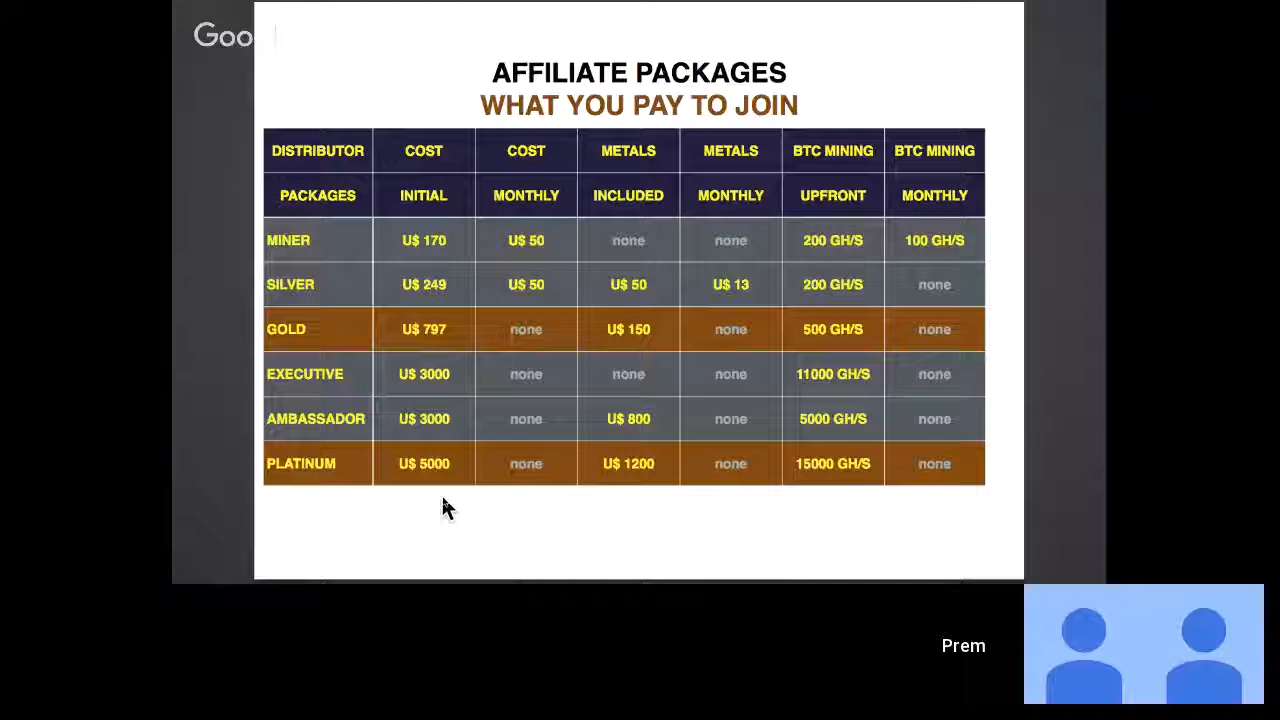 Goo
AFFILIATE PACKAGES
WHAT YOU PAY TO JOIN
DISTRIBUTOR COST COST METALS METALS BTC MINING BTC MINING
PACKAGES INITIAL MONTHLY INCLUDED MONTHLY UPFRONT MONTHLY
MINER U$ 170 U$ 50 none none 200 GH/S 100 GH/S
SILVER U$ 249 U$ 50 U$ 50 U$ 13 200 GH/S none
GOLD U$ 797 none U$ 150 none 500 GH/S none
EXECUTIVE U$ 3000 none none none 11000 GH/S none
AMBASSADOR U$ 3000 none U$ 800 none 5000 GH/S none
PLATINUM U$ 5000 none U$ 1200 none 15000 GH/S none
Prem